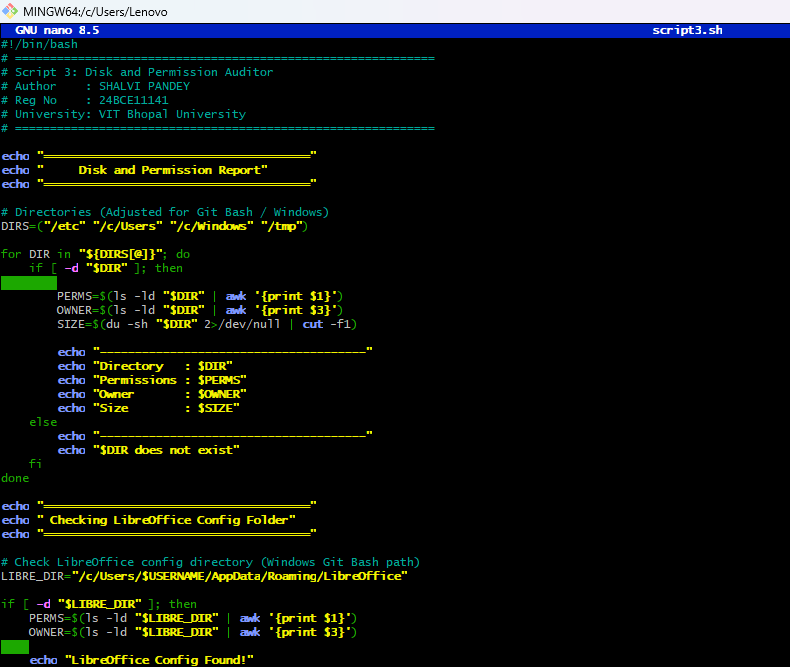 MINGW64:/c/Users/Lenovo
GNU nano 8.5 script3.sh
#!/bin/bash
# ============================================================
# Script 3: Disk and Permission Auditor
# Author    : SHALVI PANDEY
# Reg No    : 24BCE11141
# University: VIT Bhopal University
# ============================================================
echo "======================================"
echo "     Disk and Permission Report"
echo "======================================"
# Directories (Adjusted for Git Bash / Windows)
DIRS=("/etc" "/c/Users" "/c/Windows" "/tmp")
for DIR in "${DIRS[@]}"; do
    if [ -d "$DIR" ]; then
        PERMS=$(ls -ld "$DIR" | awk '{print $1}')
        OWNER=$(ls -ld "$DIR" | awk '{print $3}')
        SIZE=$(du -sh "$DIR" 2>/dev/null | cut -f1)
        echo "--------------------------------------"
        echo "Directory   : $DIR"
        echo "Permissions : $PERMS"
        echo "Owner       : $OWNER"
        echo "Size        : $SIZE"
    else
        echo "--------------------------------------"
        echo "$DIR does not exist"
    fi
done
echo "======================================"
echo " Checking LibreOffice Config Folder"
echo "======================================"
# Check LibreOffice config directory (Windows Git Bash path)
LIBRE_DIR="/c/Users/$USERNAME/AppData/Roaming/LibreOffice"
if [ -d "$LIBRE_DIR" ]; then
    PERMS=$(ls -ld "$LIBRE_DIR" | awk '{print $1}')
    OWNER=$(ls -ld "$LIBRE_DIR" | awk '{print $3}')
    echo "LibreOffice Config Found!"